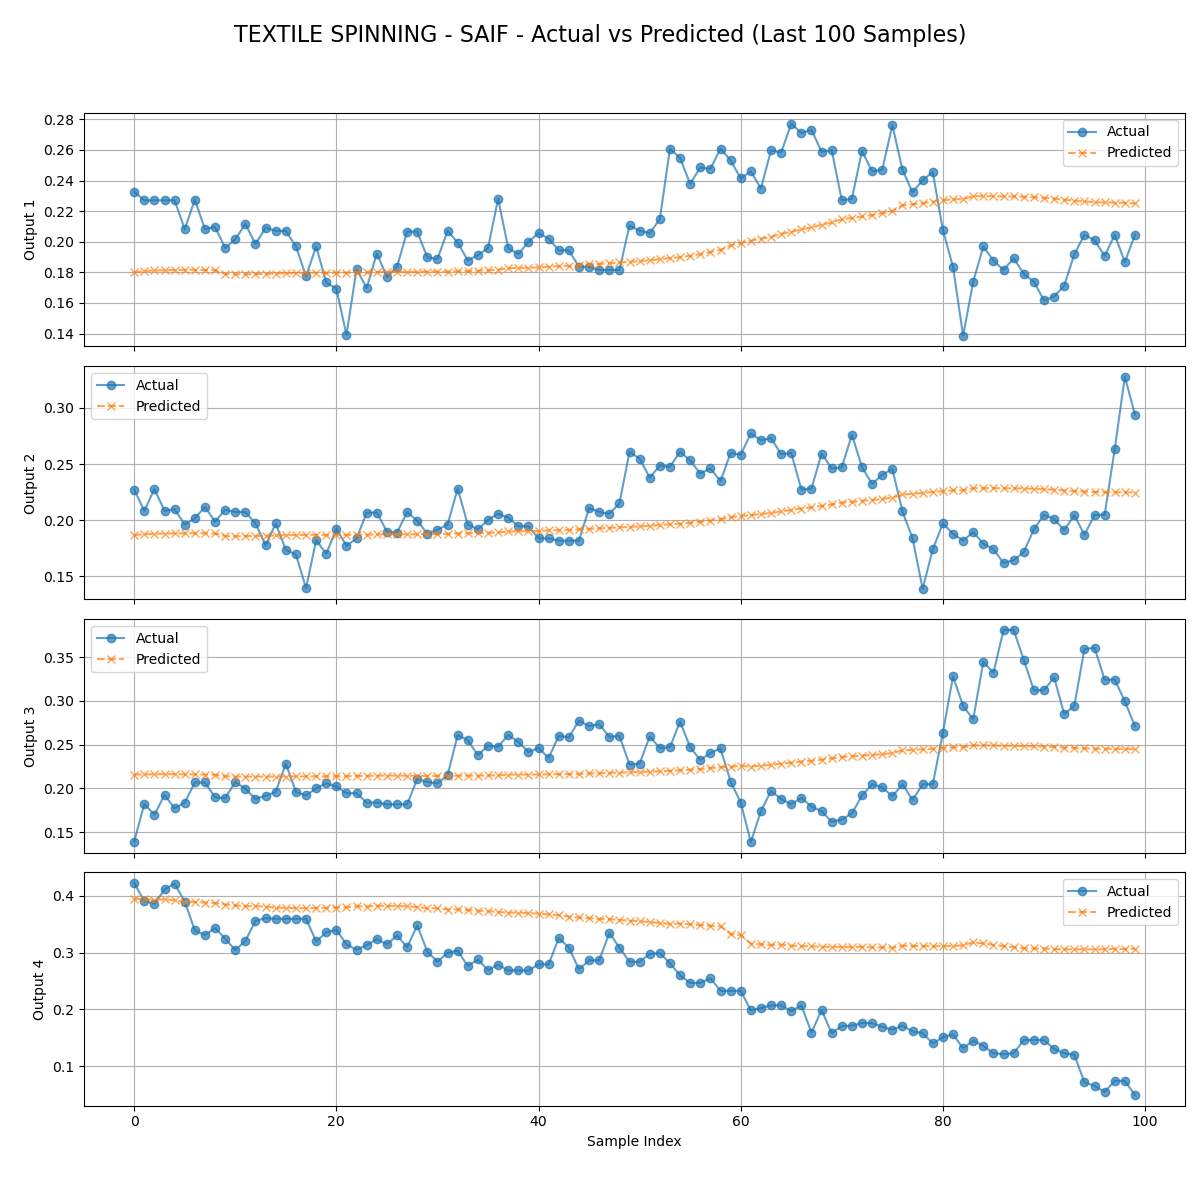 TEXTILE SPINNING - SAIF - Actual vs Predicted (Last 100 Samples)
Output 1
0.28
0.26
0.24
0.22
0.20
0.18
0.16
0.14
Actual
Predicted
Output 2
0.30
0.25
0.20
0.15
Actual
Predicted
Output 3
0.35
0.30
0.25
0.20
0.15
Actual
Predicted
Output 4
0.4
0.3
0.2
0.1
Actual
Predicted
0 20 40 60 80 100
Sample Index